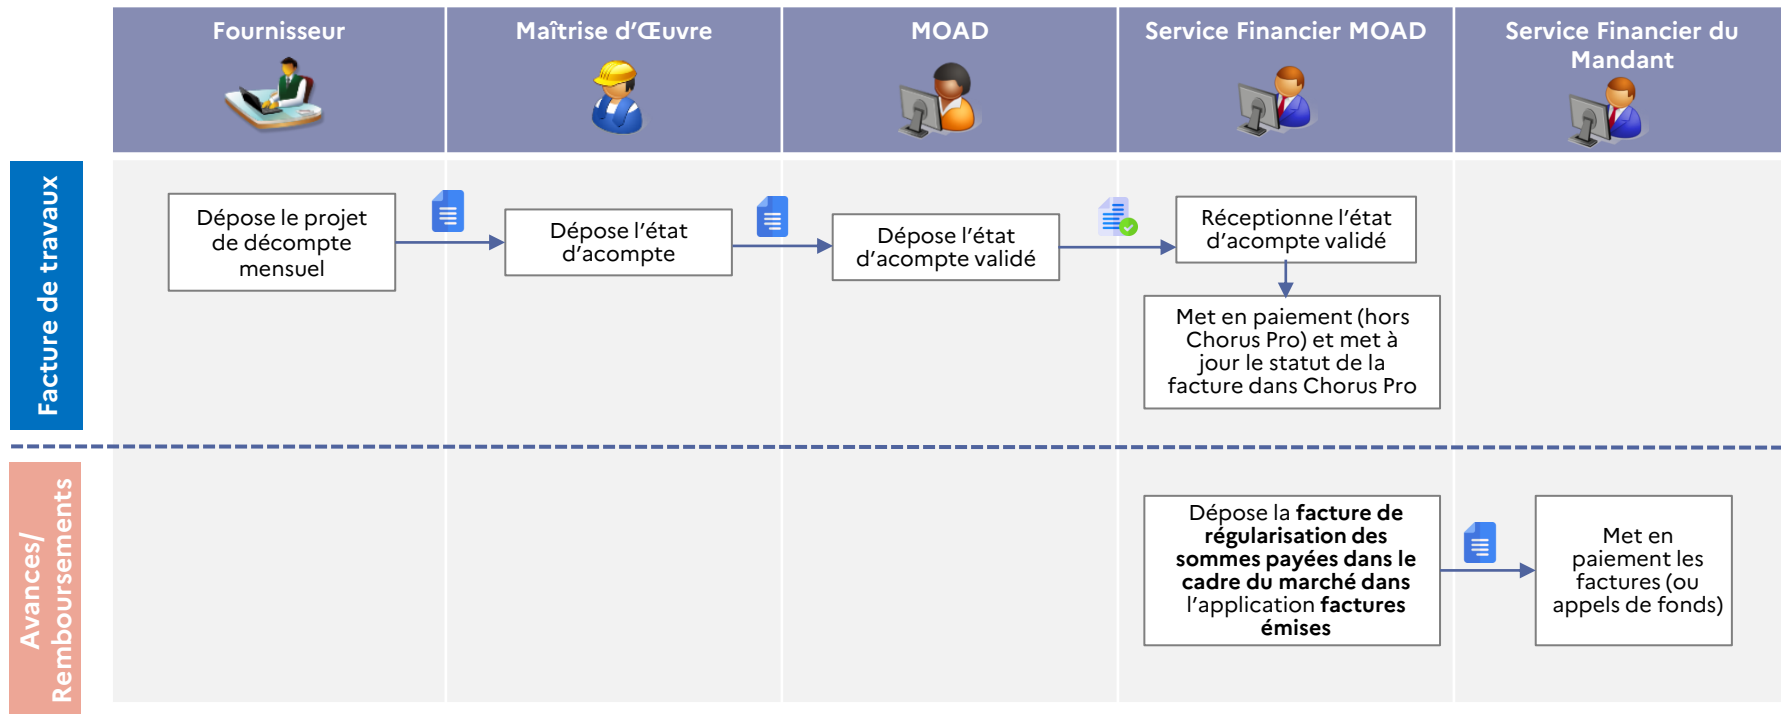 Fournisseur
Maîtrise d'Œuvre
MOAD
Service Financier MOAD
Service Financier du
Mandant
Facture de travaux
Dépose le projet
de décompte
mensuel
Dépose l'état
d'acompte
Dépose l'état
d'acompte validé
Réceptionne l'état
d'acompte validé
Met en paiement (hors
Chorus Pro) et met à
jour le statut de la
facture dans Chorus Pro
Avances/
Remboursements
Dépose la facture de
régularisation des
sommes payées dans le
cadre du marché dans
l'application factures
émises
Met en
paiement les
factures (ou
appels de fonds)